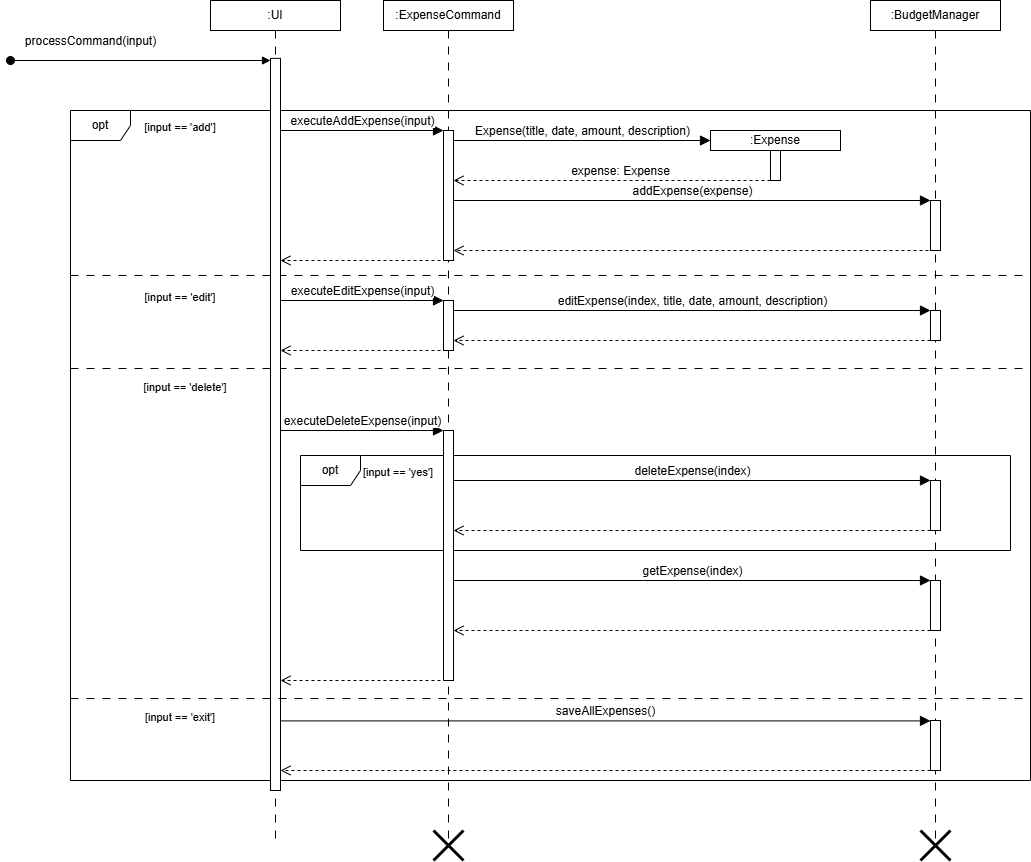 :UI
:ExpenseCommand
:BudgetManager
processCommand(input)
opt
[input == 'add']
executeAddExpense(input)
Expense(title, date, amount, description)
:Expense
expense: Expense
addExpense(expense)
[input == 'edit']
executeEditExpense(input)
editExpense(index, title, date, amount, description)
[input == 'delete']
executeDeleteExpense(input)
opt
[input == 'yes']
deleteExpense(index)
getExpense(index)
[input == 'exit']
saveAllExpenses()